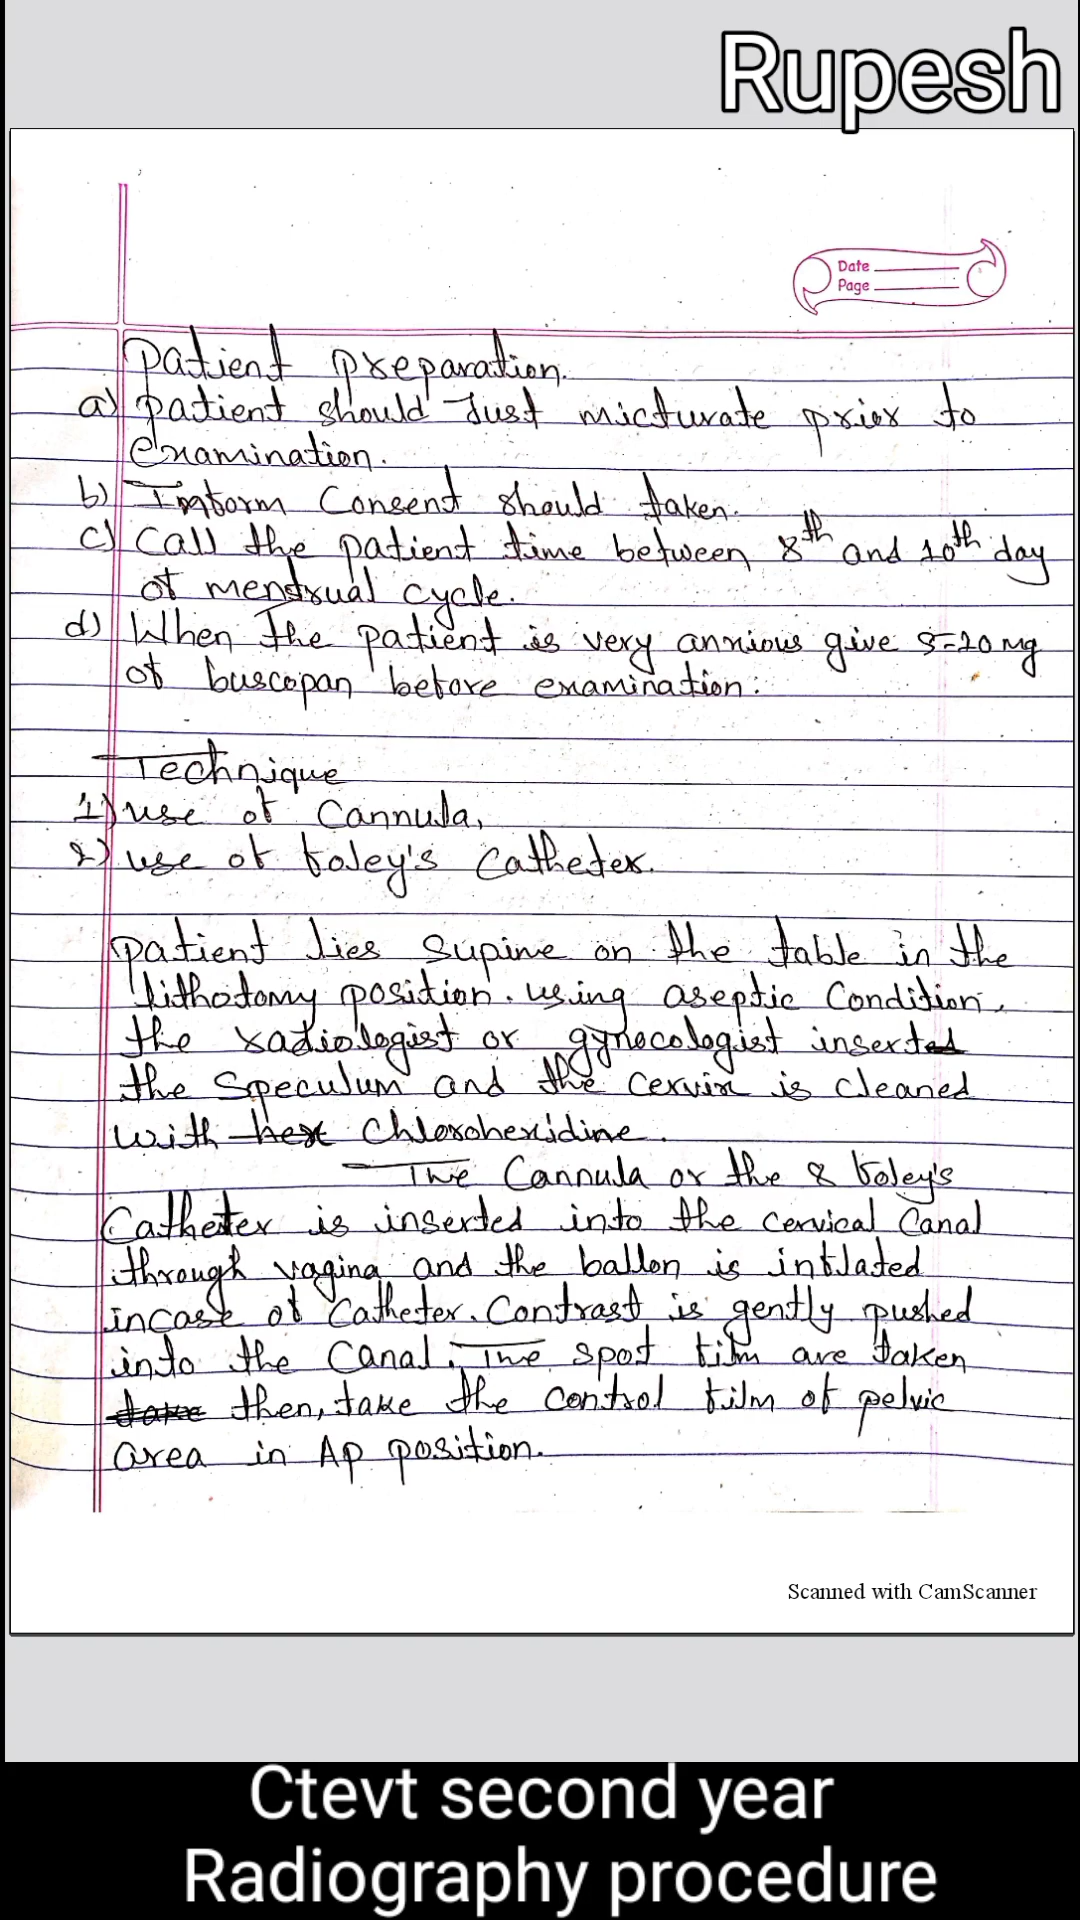 Rupesh
Date
Page
Patient preparation.
a) patient should Just micturate prior to
examination.
b) Inform Consent should taken.
c) Call the patient time between 8th and 10th day
of menstrual cycle.
d) When the patient is very anxious give 5-20 mg
of buscopan before examination.
Technique
1) use of Cannula,
2) use of foley's Catheter.
patient lies supine on the table in the
lithotomy position. using aseptic Condition,
the radiologist or gynecologist insert
the speculum and the cervix is cleaned
with Chlorohexidine.
The Cannula or the 8 foley's
Catheter is inserted into the cervical Canal
through vagina and the ballon is inflated
incase of Catheter. Contrast is gently pushed
into the Canal. The spot film are taken
then, take the control film of pelvic
area in AP position.
Scanned with CamScanner
Ctevt second year
Radiography procedure